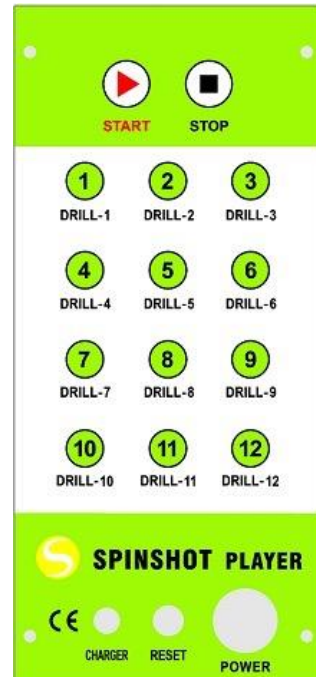 START STOP
1 2 3
DRILL-1 DRILL-2 DRILL-3
4 5 6
DRILL-4 DRILL-5 DRILL-6
7 8 9
DRILL-7 DRILL-8 DRILL-9
10 11 12
DRILL-10 DRILL-11 DRILL-12
S SPINSHOT PLAYER
CE
CHARGER RESET POWER